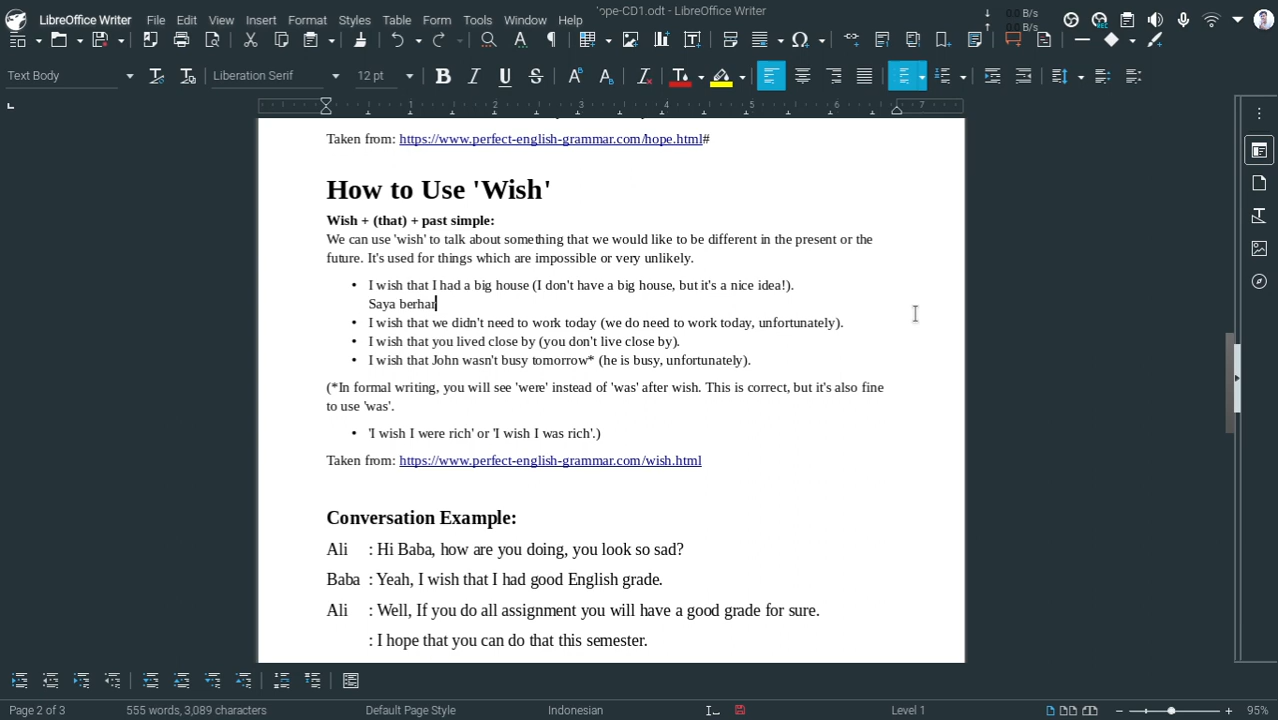 LibreOffice Writer File Edit View Insert Format Styles Table Form Tools Window Help
'ope-CD1.odt - LibreOffice Writer
0.0 B/s
0.0 B/s
Text Body Liberation Serif 12 pt
1 2 3 4 5 6 7
Taken from: https://www.perfect-english-grammar.com/hope.html#
How to Use 'Wish'
Wish + (that) + past simple:
We can use 'wish' to talk about something that we would like to be different in the present or the
future. It's used for things which are impossible or very unlikely.
• I wish that I had a big house (I don't have a big house, but it's a nice idea!).
Saya berhar
• I wish that we didn't need to work today (we do need to work today, unfortunately).
• I wish that you lived close by (you don't live close by).
• I wish that John wasn't busy tomorrow* (he is busy, unfortunately).
(*In formal writing, you will see 'were' instead of 'was' after wish. This is correct, but it's also fine
to use 'was'.
• 'I wish I were rich' or 'I wish I was rich'.)
Taken from: https://www.perfect-english-grammar.com/wish.html
Conversation Example:
Ali : Hi Baba, how are you doing, you look so sad?
Baba : Yeah, I wish that I had good English grade.
Ali : Well, If you do all assignment you will have a good grade for sure.
: I hope that you can do that this semester.
Page 2 of 3 555 words, 3,089 characters Default Page Style Indonesian Level 1 95%